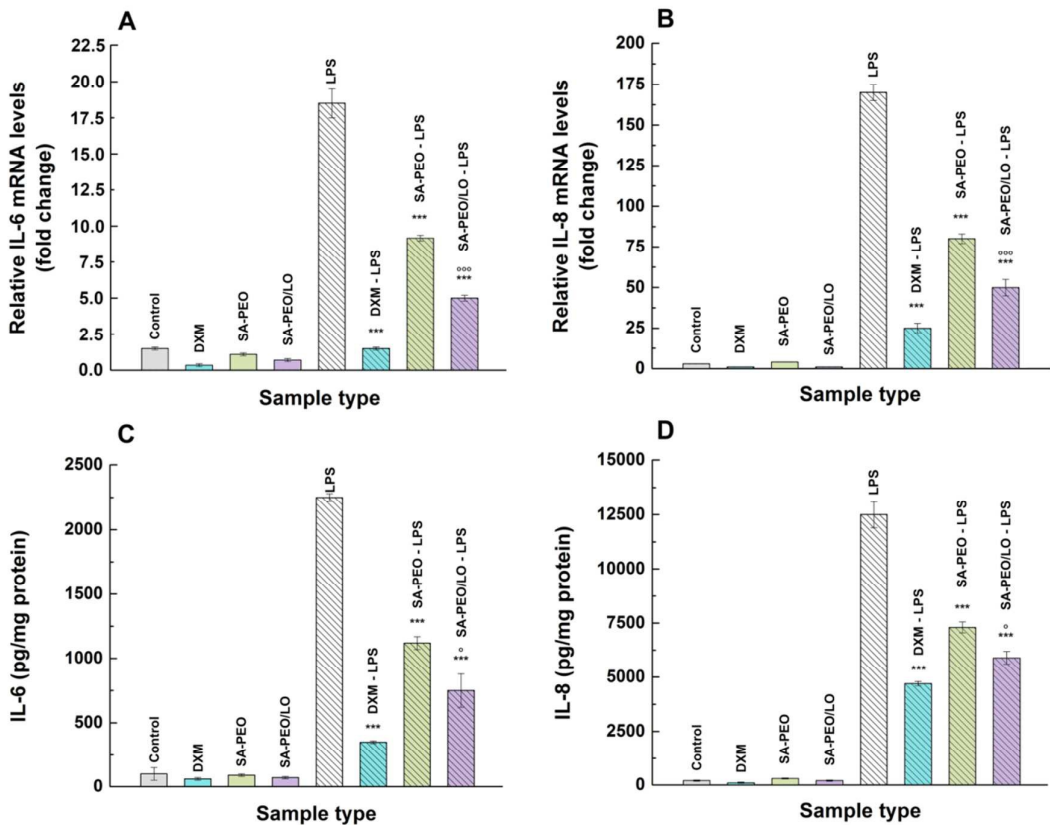 A
Relative IL-6 mRNA levels
(fold change)
22.5
20.0
17.5
15.0
12.5
10.0
7.5
5.0
2.5
0.0
Control
DXM
SA-PEO
SA-PEO/LO
LPS
DXM - LPS
***
SA-PEO - LPS
***
SA-PEO/LO - LPS
°°°
***
Sample type
B
Relative IL-8 mRNA levels
(fold change)
200
175
150
125
100
75
50
25
0
Control
DXM
SA-PEO
SA-PEO/LO
LPS
DXM - LPS
***
SA-PEO - LPS
***
SA-PEO/LO - LPS
°°°
***
Sample type
C
IL-6 (pg/mg protein)
2500
2000
1500
1000
500
0
Control
DXM
SA-PEO
SA-PEO/LO
LPS
DXM - LPS
***
SA-PEO - LPS
***
SA-PEO/LO - LPS
°
***
Sample type
D
IL-8 (pg/mg protein)
15000
12500
10000
7500
5000
2500
0
Control
DXM
SA-PEO
SA-PEO/LO
LPS
DXM - LPS
***
SA-PEO - LPS
***
SA-PEO/LO - LPS
°
***
Sample type